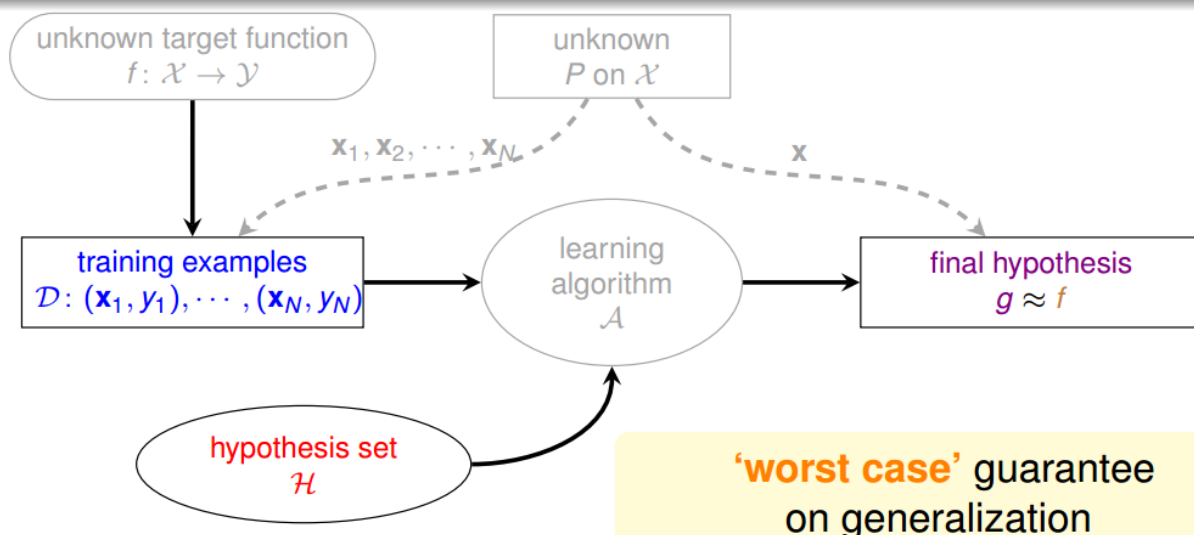 unknown target function
f: 𝒳 → 𝒴
unknown
P on 𝒳
x₁, x₂, ⋯ , x_N
x
training examples
𝒟: (x₁, y₁), ⋯ , (x_N, y_N)
learning
algorithm
𝒜
final hypothesis
g ≈ f
hypothesis set
ℋ
‘worst case’ guarantee
on generalization